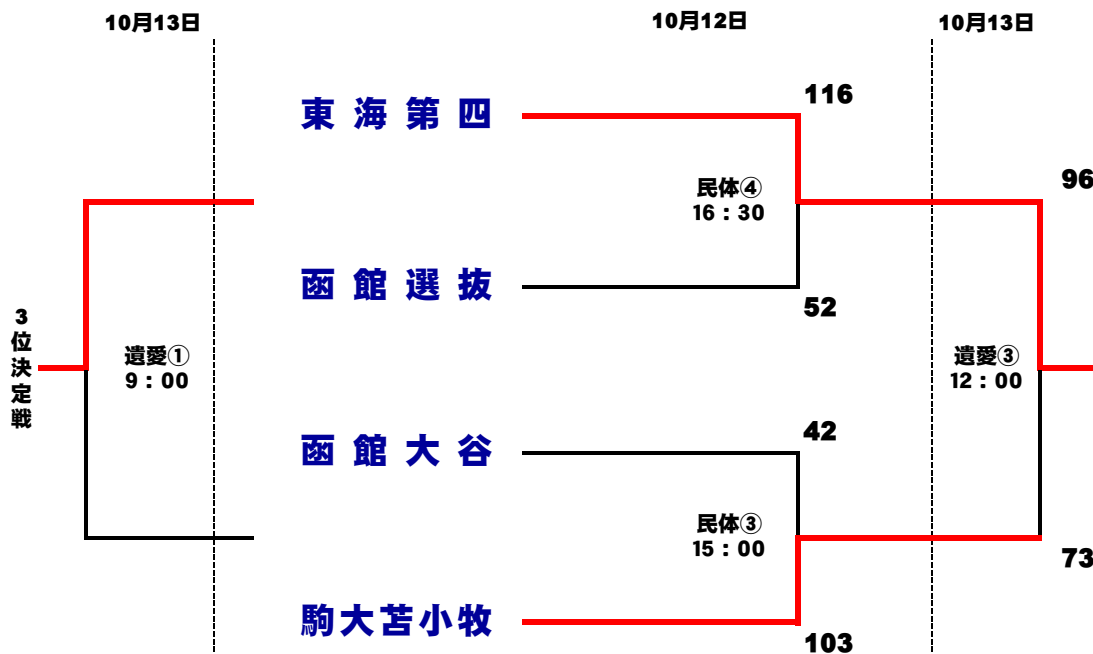 10月13日
10月12日
10月13日
116
東海第四
民体④
16：30
96
函館選抜
52
3位決定戦
遺愛①
9：00
遺愛③
12：00
42
函館大谷
民体③
15：00
73
駒大苫小牧
103